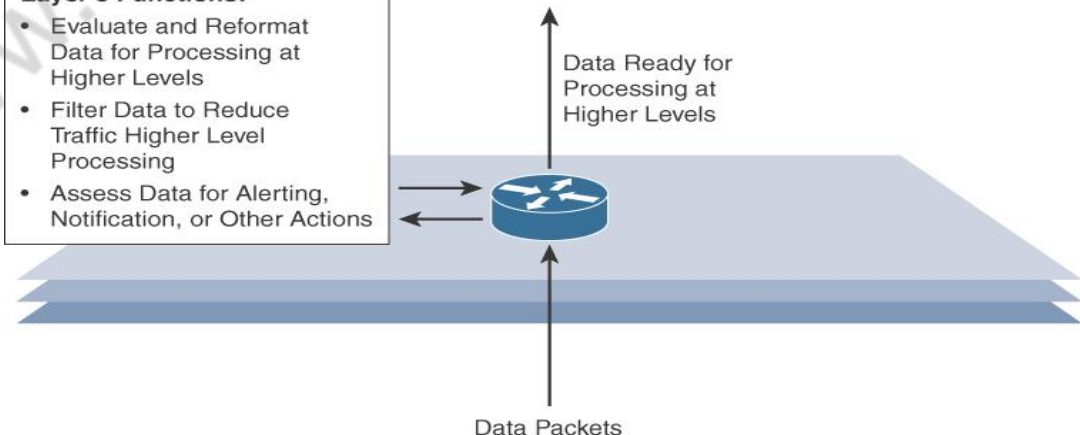 • Evaluate and Reformat
Data for Processing at
Higher Levels
• Filter Data to Reduce
Traffic Higher Level
Processing
• Assess Data for Alerting,
Notification, or Other Actions
Data Ready for
Processing at
Higher Levels
Data Packets